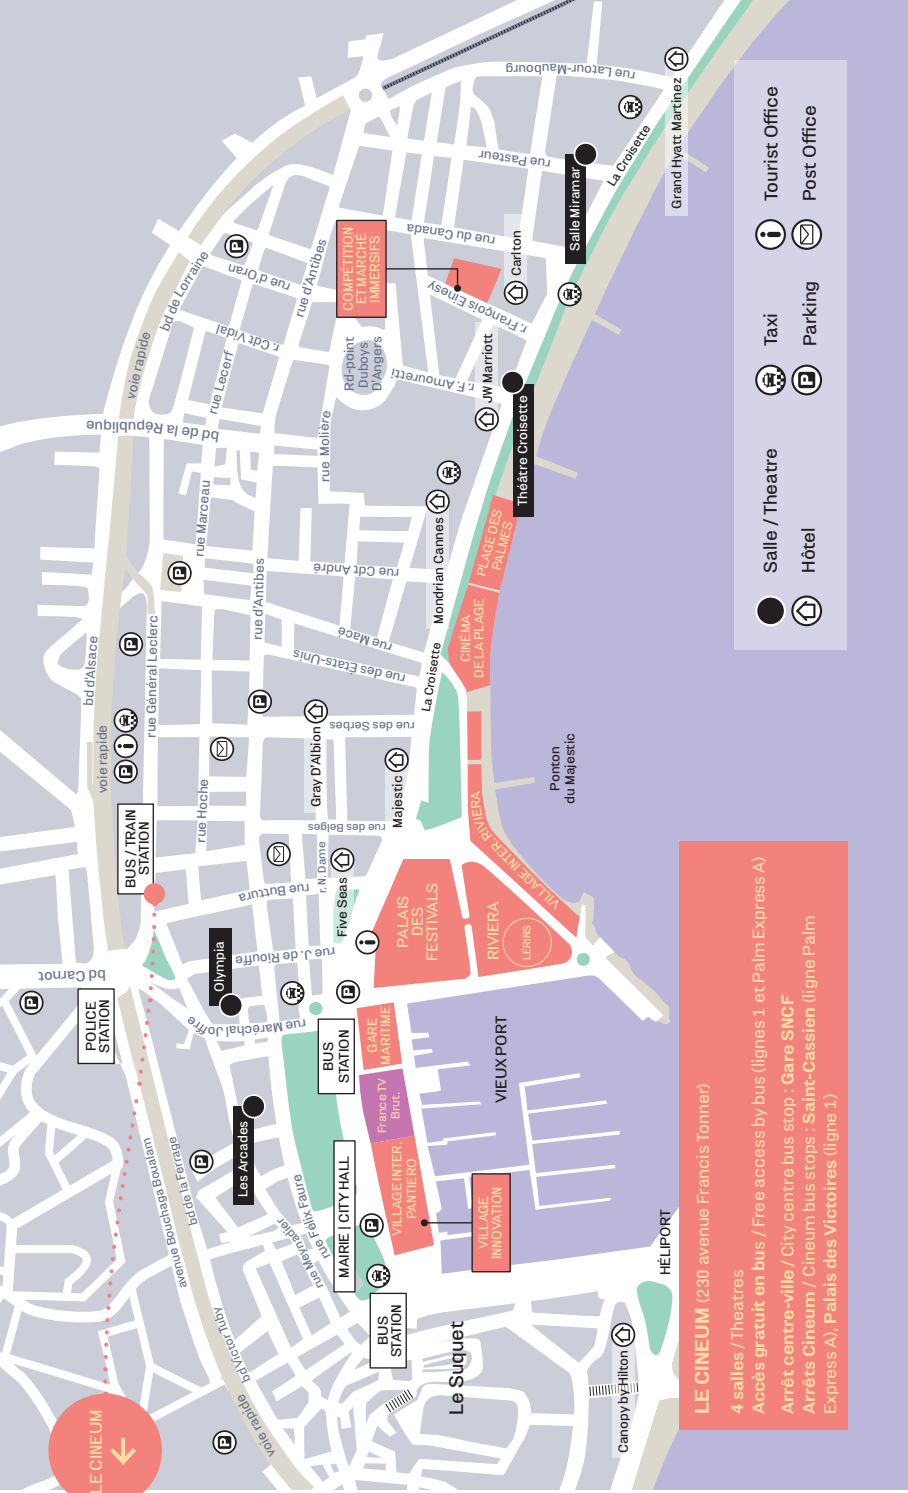 LE CINEUM
voie rapide
bd Victor Tuby
avenue Bouchaga Boualam
bd de la Ferrage
POLICE
STATION
bd Carnot
BUS / TRAIN
STATION
voie rapide
bd d'Alsace
rue Général Leclerc
bd de la République
voie rapide
bd de Lorraine
rue d'Oran
r. Cdt Vidal
rue Lecerf
rue Marceau
rue Hoche
rue d'Antibes
rue d'Antibes
rue Molière
Rd-point
Duboys
D'Angers
COMPÉTITION
ET MARCHÉ
IMMERSIFS
rue Latour-Maubourg
rue Pasteur
rue du Canada
r. François Einesy
r. F. Amouretti
rue Cdt André
rue Macé
rue des États-Unis
rue des Serbes
rue des Belges
r. N. Dame
rue Buttura
rue J. de Riouffe
rue Maréchal Joffre
rue Félix Faure
rue Meynadier
Olympia
Les Arcades
Five Seas
Gray D'Albion
Majestic
Mondrian Cannes
JW Marriott
Carlton
Grand Hyatt Martinez
Salle Miramar
Théâtre Croisette
La Croisette
La Croisette
PLAGE DES
PALMES
CINÉMA
DE LA PLAGE
VILLAGE INTER. RIVIERA
Ponton
du Majestic
PALAIS
DES
FESTIVALS
RIVIERA
LÉRINS
GARE
MARITIME
France TV
Brut.
VILLAGE INTER.
PANTIERO
VILLAGE
INNOVATION
BUS
STATION
MAIRIE | CITY HALL
BUS
STATION
VIEUX PORT
Le Suquet
HÉLIPORT
Canopy by Hilton
Salle / Theatre
Taxi
Tourist Office
Hôtel
Parking
Post Office
LE CINEUM (230 avenue Francis Tonner)
4 salles / Theatres
Accès gratuit en bus / Free access by bus (lignes 1 et Palm Express A)
Arrêt centre-ville / City centre bus stop : Gare SNCF
Arrêts Cineum / Cineum bus stops : Saint-Cassien (ligne Palm
Express A), Palais des Victoires (ligne 1)